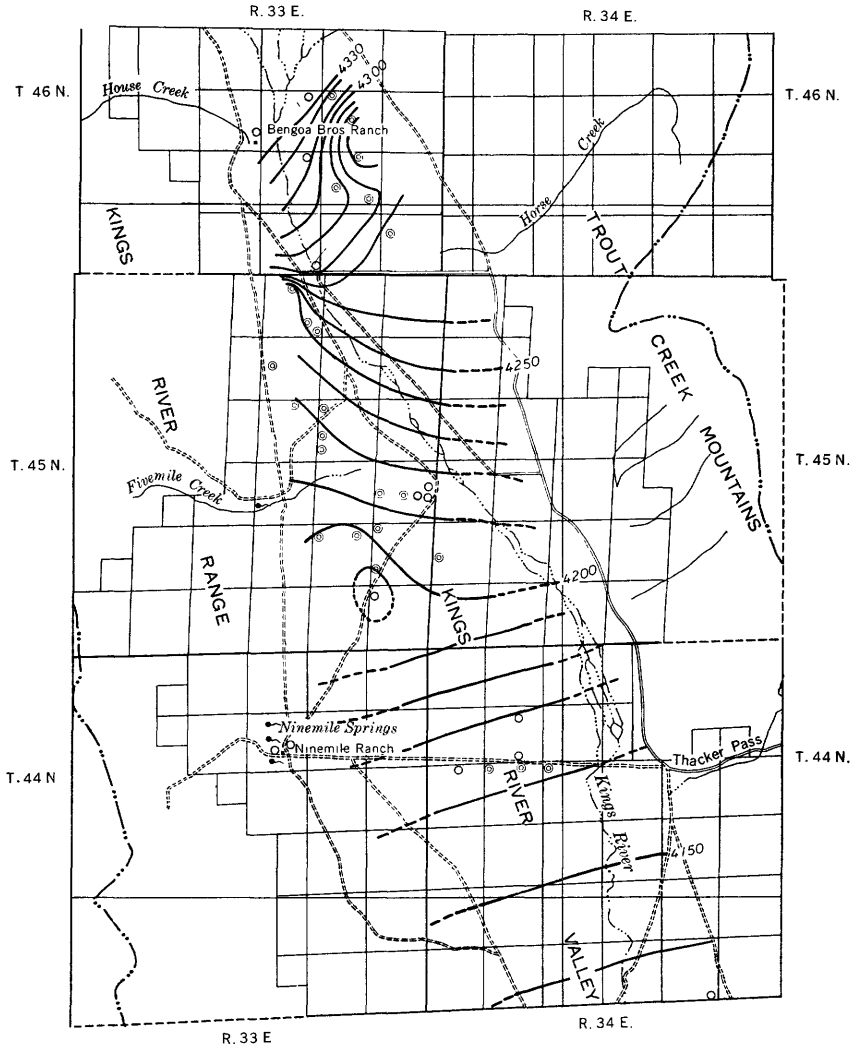 R. 33 E.
R. 34 E.
T 46 N.
T. 46 N.
House Creek
4330
4300
Bengoa Bros Ranch
Horse Creek
KINGS
TROUT
4250
CREEK
RIVER
MOUNTAINS
T. 45 N.
T. 45 N.
Fivemile Creek
RANGE
4200
KINGS
Ninemile Springs
Ninemile Ranch
Thacker Pass
T. 44 N
T. 44 N.
RIVER
Kings River
4150
VALLEY
R. 33 E
R. 34 E.